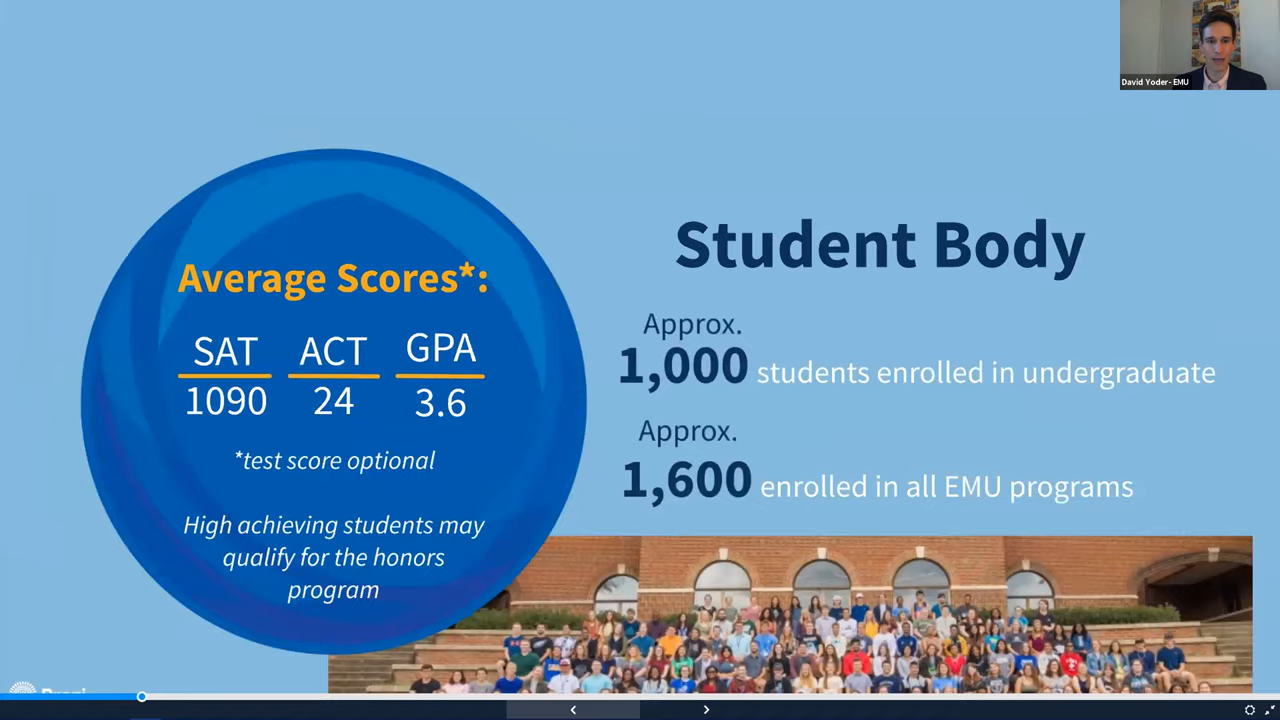 David Yoder- EMU
Average Scores*:
SAT ACT GPA
1090 24 3.6
*test score optional
High achieving students may
qualify for the honors
program
Student Body
Approx.
1,000 students enrolled in undergraduate
Approx.
1,600 enrolled in all EMU programs